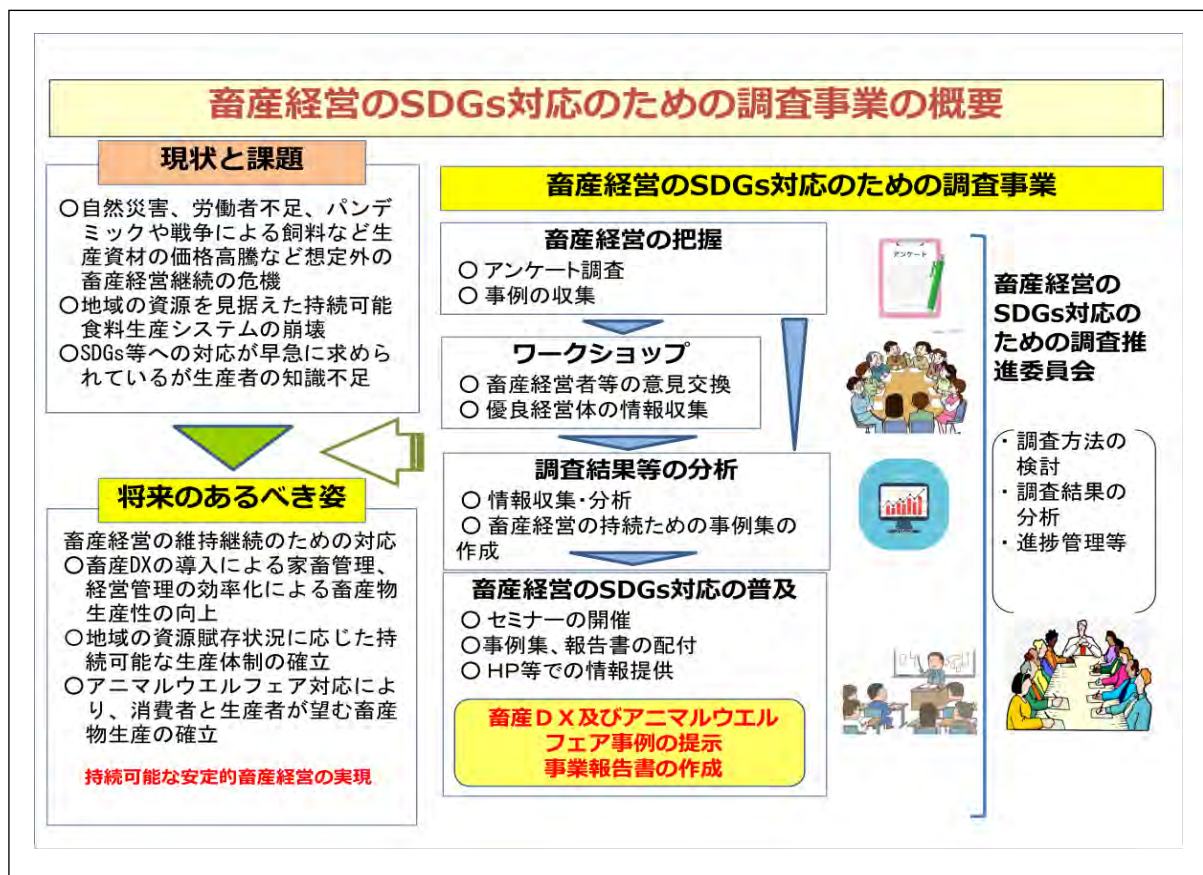 畜産経営のSDGs対応のための調査事業の概要
現状と課題
〇自然災害、労働者不足、パンデ
ミックや戦争による飼料など生
産資材の価格高騰など想定外の
畜産経営継続の危機
〇地域の資源を見据えた持続可能
食料生産システムの崩壊
〇SDGs等への対応が早急に求めら
れているが生産者の知識不足
将来のあるべき姿
畜産経営の維持継続のための対応
〇畜産DXの導入による家畜管理、
経営管理の効率化による畜産物
生産性の向上
〇地域の資源賦存状況に応じた持
続可能な生産体制の確立
〇アニマルウエルフェア対応によ
り、消費者と生産者が望む畜産
物生産の確立
持続可能な安定的畜産経営の実現
畜産経営のSDGs対応のための調査事業
畜産経営の把握
〇 アンケート調査
〇 事例の収集
ワークショップ
〇 畜産経営者等の意見交換
〇 優良経営体の情報収集
調査結果等の分析
〇 情報収集・分析
〇 畜産経営の持続ための事例集の
作成
畜産経営のSDGs対応の普及
〇 セミナーの開催
〇事例集、報告書の配付
〇 HP等での情報提供
畜産DX及びアニマルウエル
フェア事例の提示
事業報告書の作成
アンケート
畜産経営の
SDGs対応の
ための調査推
進委員会
・調査方法の
検討
・調査結果の
分析
・進捗管理等